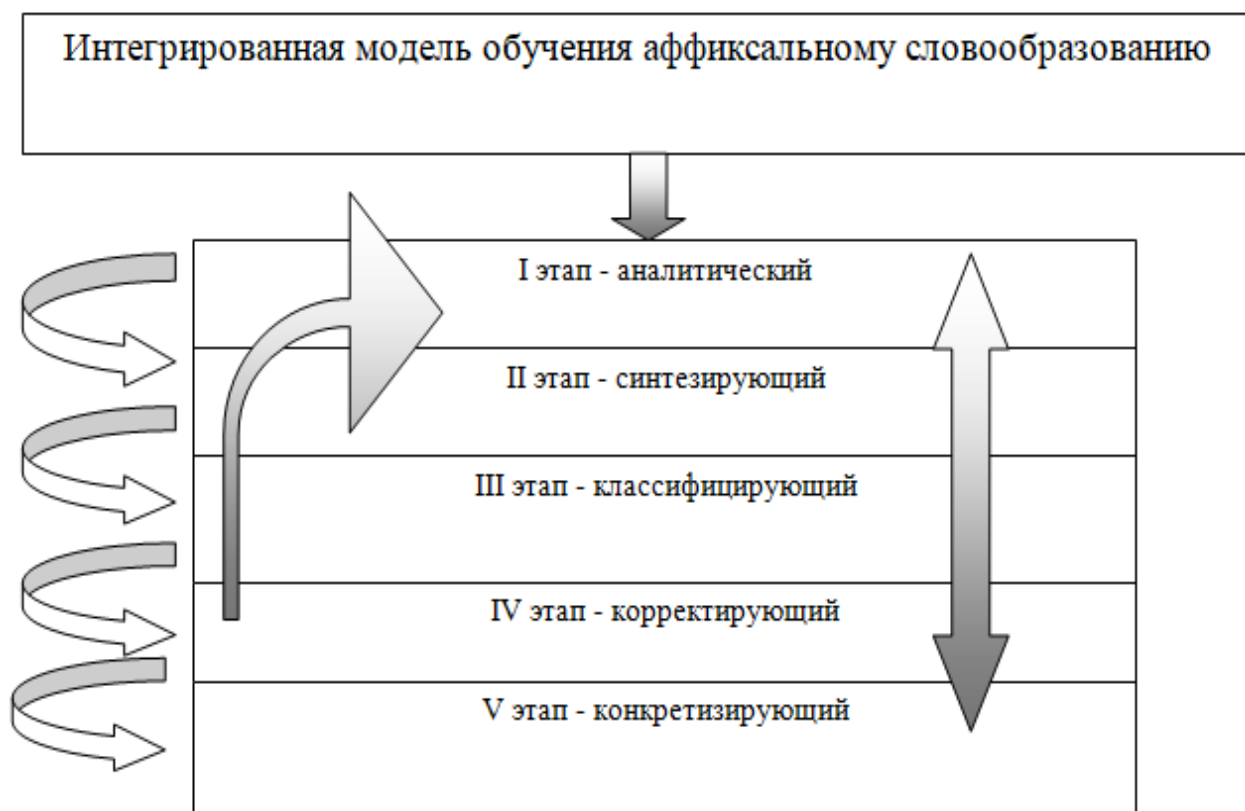 Интегрированная модель обучения аффиксальному словообразованию
I этап - аналитический
II этап - синтезирующий
III этап - классифицирующий
IV этап - корректирующий
V этап - конкретизирующий